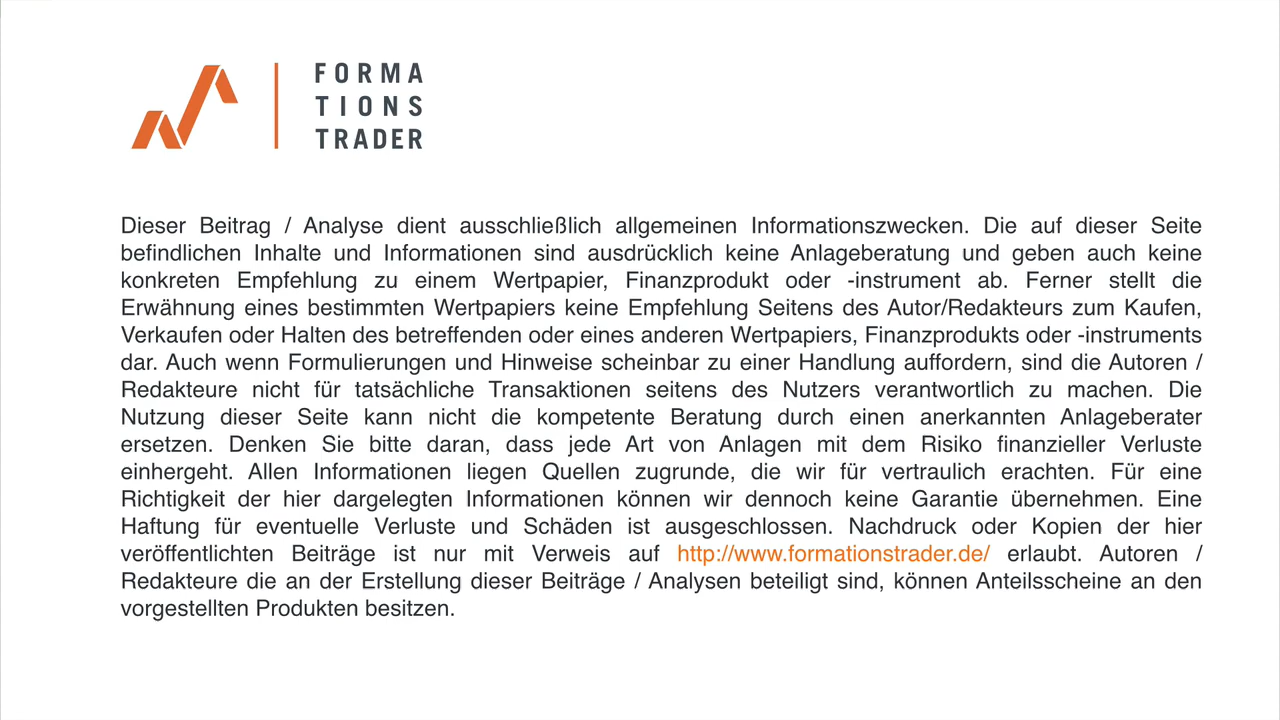 FORMA
TIONS
TRADER
Dieser Beitrag / Analyse dient ausschließlich allgemeinen Informationszwecken. Die auf dieser Seite
befindlichen Inhalte und Informationen sind ausdrücklich keine Anlageberatung und geben auch keine
konkreten Empfehlung zu einem Wertpapier, Finanzprodukt oder -instrument ab. Ferner stellt die
Erwähnung eines bestimmten Wertpapiers keine Empfehlung Seitens des Autor/Redakteurs zum Kaufen,
Verkaufen oder Halten des betreffenden oder eines anderen Wertpapiers, Finanzprodukts oder -instruments
dar. Auch wenn Formulierungen und Hinweise scheinbar zu einer Handlung auffordern, sind die Autoren /
Redakteure nicht für tatsächliche Transaktionen seitens des Nutzers verantwortlich zu machen. Die
Nutzung dieser Seite kann nicht die kompetente Beratung durch einen anerkannten Anlageberater
ersetzen. Denken Sie bitte daran, dass jede Art von Anlagen mit dem Risiko finanzieller Verluste
einhergeht. Allen Informationen liegen Quellen zugrunde, die wir für vertraulich erachten. Für eine
Richtigkeit der hier dargelegten Informationen können wir dennoch keine Garantie übernehmen. Eine
Haftung für eventuelle Verluste und Schäden ist ausgeschlossen. Nachdruck oder Kopien der hier
veröffentlichten Beiträge ist nur mit Verweis auf http://www.formationstrader.de/ erlaubt. Autoren /
Redakteure die an der Erstellung dieser Beiträge / Analysen beteiligt sind, können Anteilsscheine an den
vorgestellten Produkten besitzen.